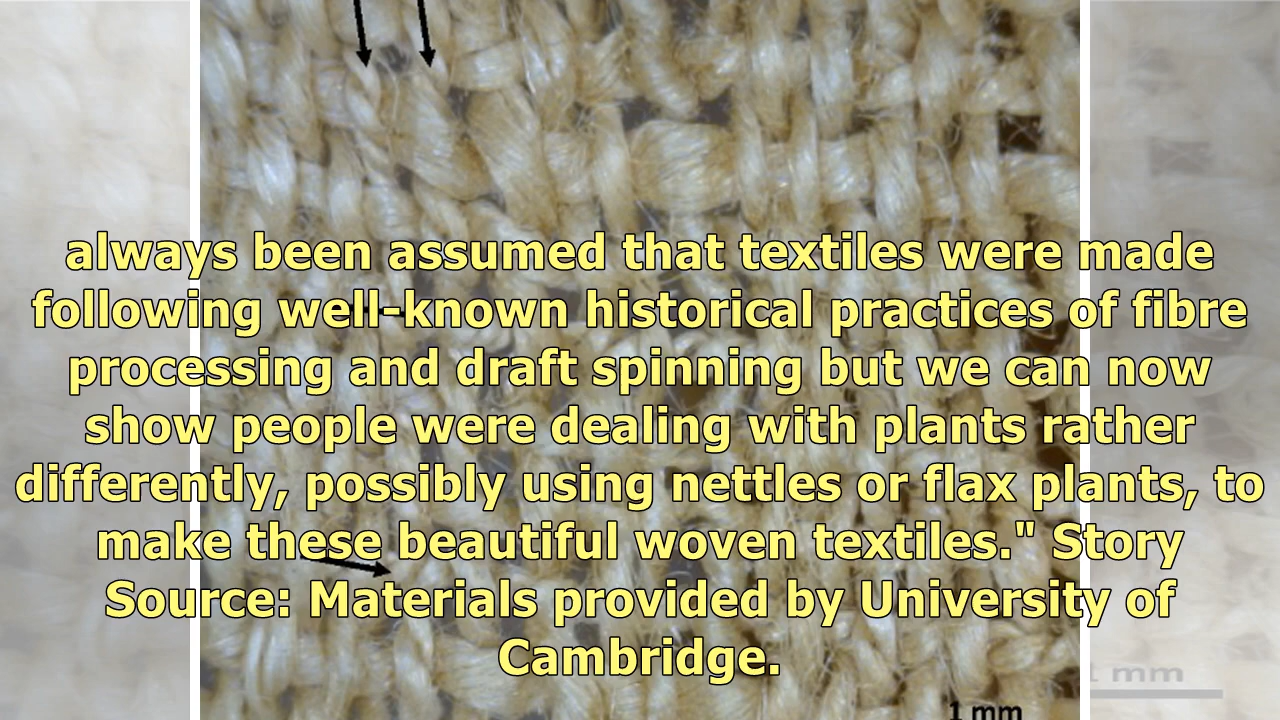 always been assumed that textiles were made
following well-known historical practices of fibre
processing and draft spinning but we can now
show people were dealing with plants rather
differently, possibly using nettles or flax plants, to
make these beautiful woven textiles." Story
Source: Materials provided by University of
Cambridge.
1 mm
1 mm